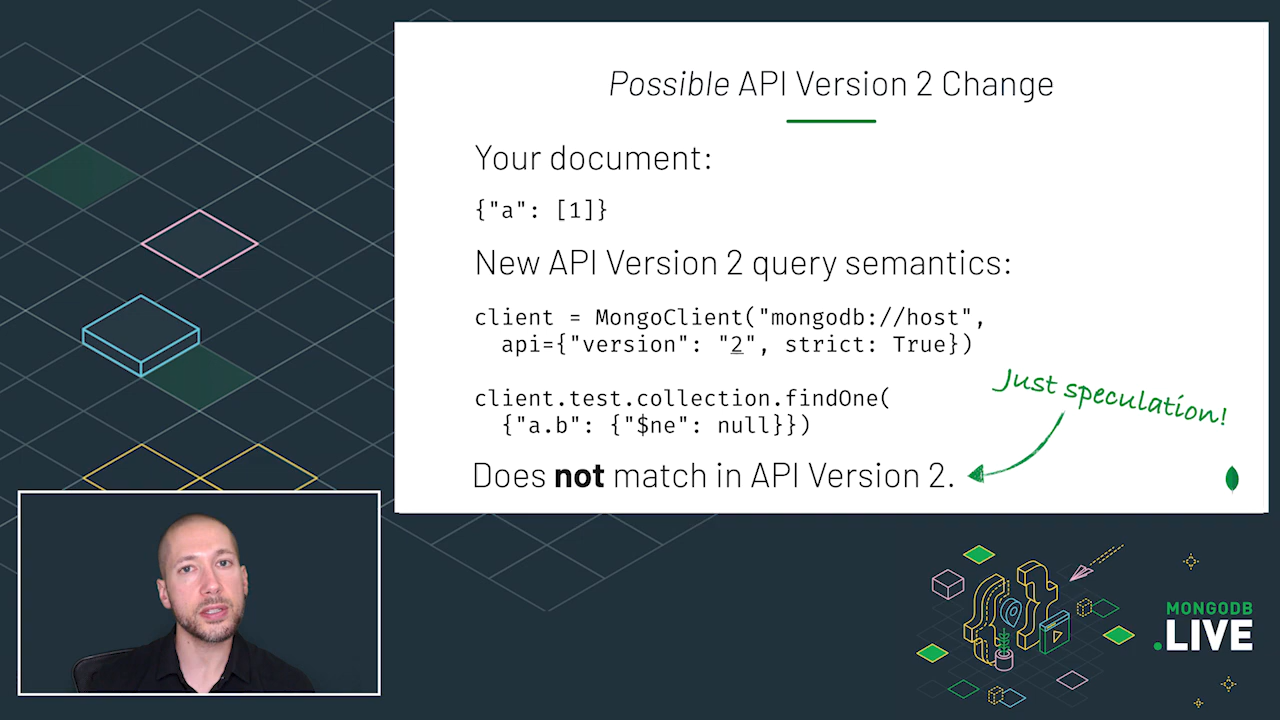 Possible API Version 2 Change
Your document:
{"a": [1]}
New API Version 2 query semantics:
client = MongoClient("mongodb://host",
api={"version": "2", strict: True})
client.test.collection.findOne(
{"a.b": {"$ne": null}})
Just speculation!
Does not match in API Version 2.
MONGODB
.LIVE